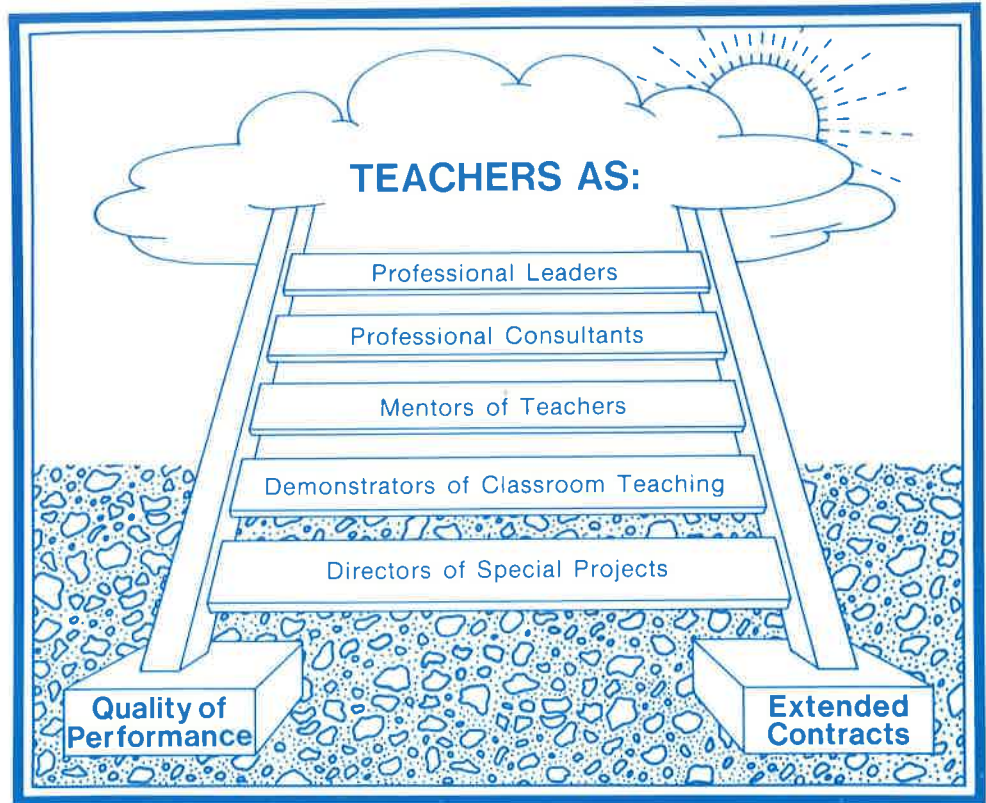 TEACHERS AS:
Professional Leaders
Professional Consultants
Mentors of Teachers
Demonstrators of Classroom Teaching
Directors of Special Projects
Quality of
Performance
Extended
Contracts